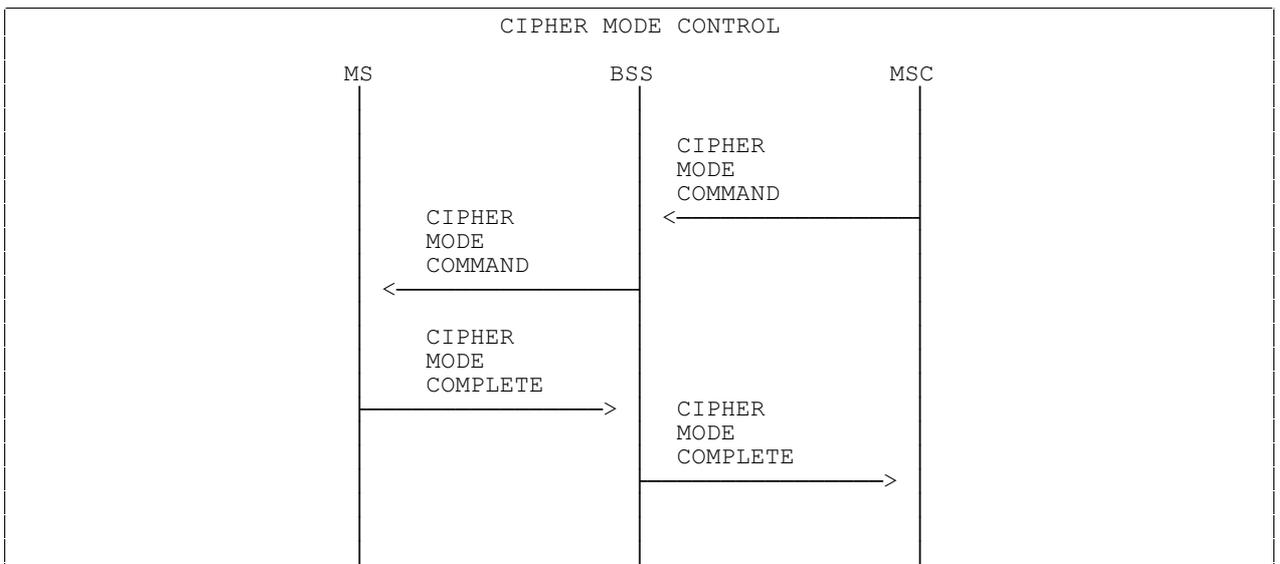 CIPHER MODE CONTROL
MS BSS MSC
CIPHER
MODE
COMMAND
CIPHER
MODE
COMMAND
CIPHER
MODE
COMPLETE
CIPHER
MODE
COMPLETE